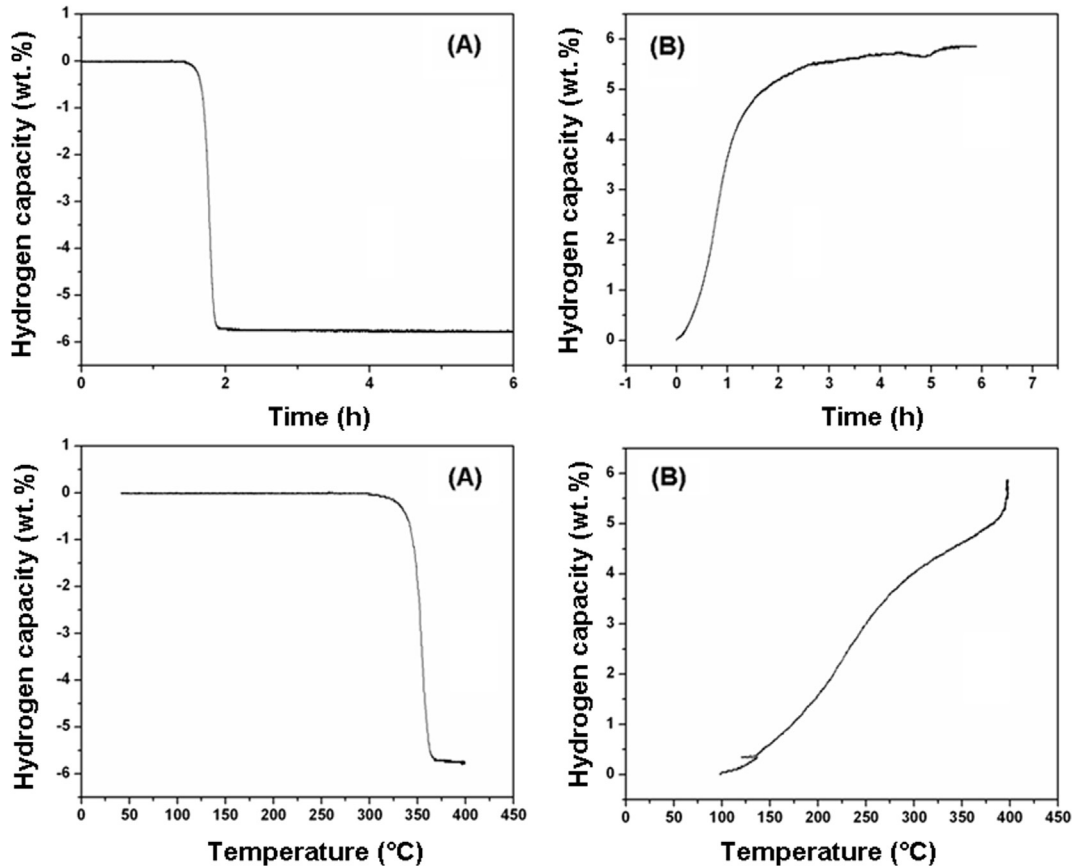 Hydrogen capacity (wt.%)
1
0
-1
-2
-3
-4
-5
-6
(A)
0 2 4 6
Time (h)
Hydrogen capacity (wt.%)
6
5
4
3
2
1
0
(B)
-1 0 1 2 3 4 5 6 7
Time (h)
Hydrogen capacity (wt.%)
1
0
-1
-2
-3
-4
-5
-6
(A)
0 50 100 150 200 250 300 350 400 450
Temperature (°C)
Hydrogen capacity (wt.%)
6
5
4
3
2
1
0
(B)
0 50 100 150 200 250 300 350 400 450
Temperature (°C)